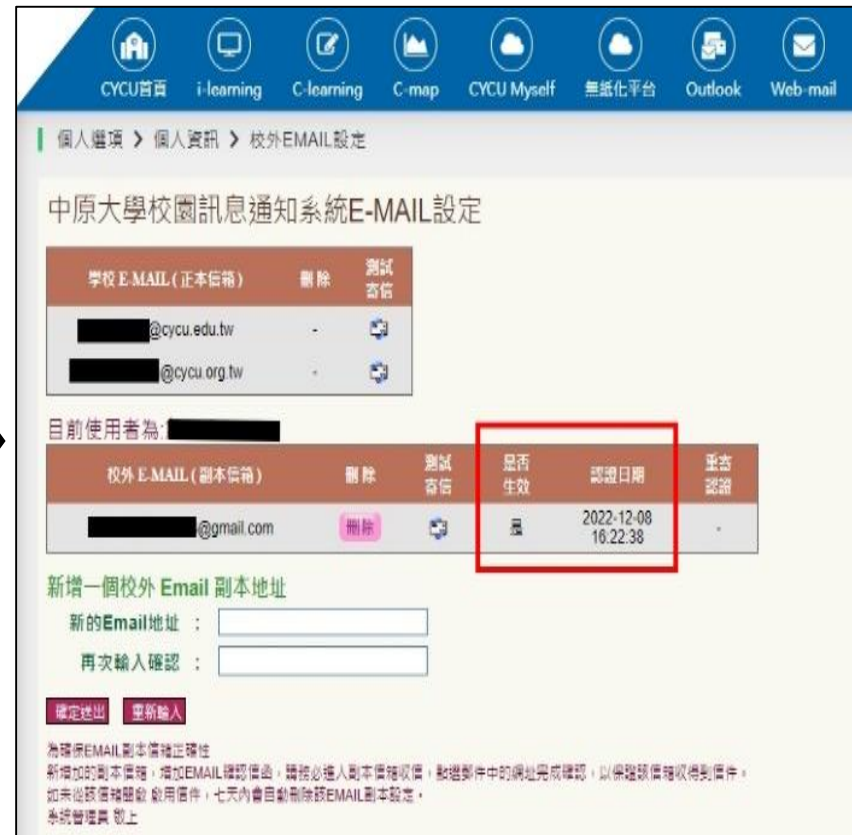 CYCU首頁 i-learning C-learning C-map CYCU Myself 無紙化平台 Outlook Web-mail
個人選項 > 個人資訊 > 校外EMAIL設定
中原大學校園訊息通知系統E-MAIL設定
學校 E-MAIL (正本信箱) 刪除 測試寄信
@cycu.edu.tw -
@cycu.org.tw -
目前使用者為:
校外 E-MAIL (副本信箱) 刪除 測試寄信 是否生效 認證日期 重寄認證
@gmail.com 刪除 是 2022-12-08 16:22:38 -
新增一個校外 Email 副本地址
新的Email地址 :
再次輸入確認 :
確定送出 重新輸入
為確保EMAIL副本信箱正確性
新增加的副本信箱,增加EMAIL確認信函,請務必進入副本信箱收信,點選郵件中的網址完成確認,以保證該信箱收得到信件。
如未從該信箱開啟 啟用信件,七天內會自動刪除該EMAIL副本設定。
系統管理員 敬上